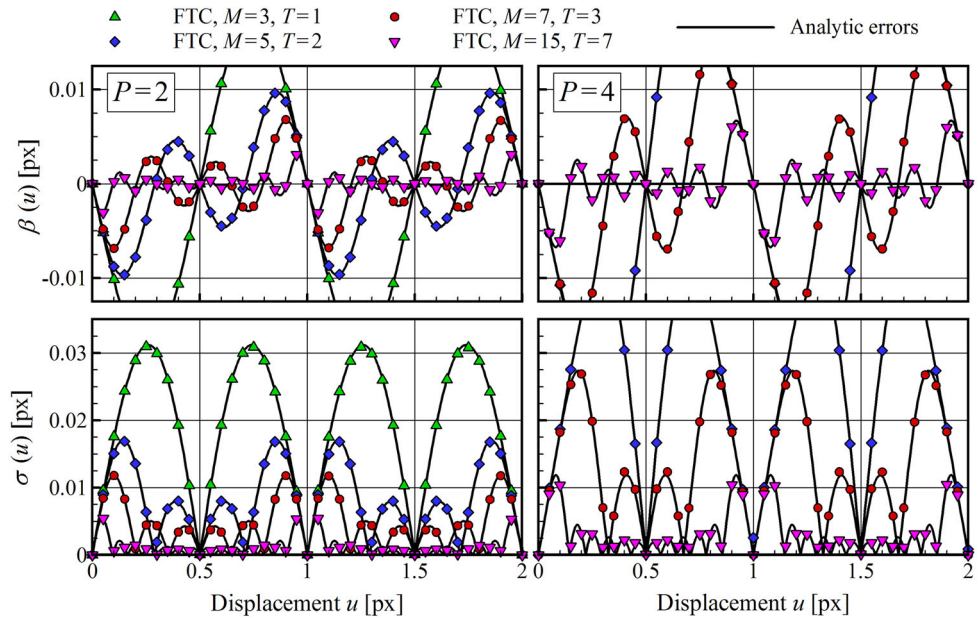 FTC, M=3, T=1
FTC, M=7, T=3
Analytic errors
FTC, M=5, T=2
FTC, M=15, T=7
P=2
P=4
β (u) [px]
0.01
0
-0.01
σ (u) [px]
0.03
0.02
0.01
0
0 0.5 1 1.5 2 0.5 1 1.5 2
Displacement u [px]
Displacement u [px]